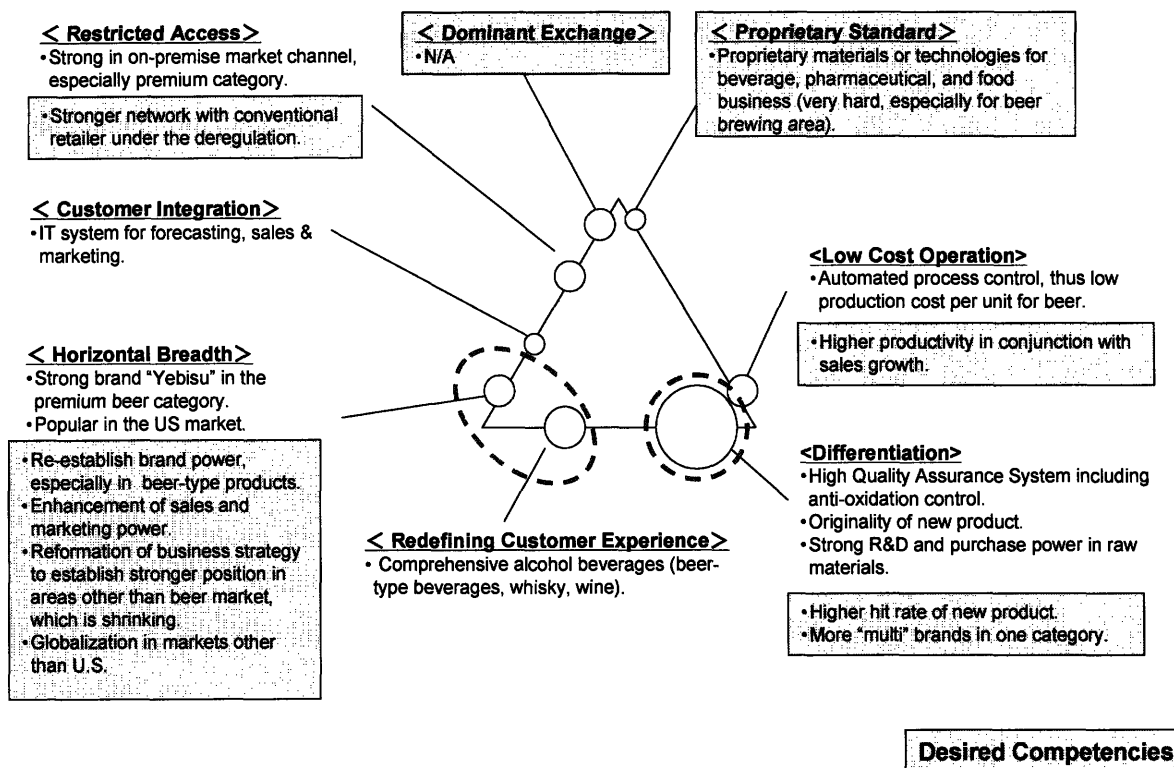 < Restricted Access>
•Strong in on-premise market channel,
especially premium category.
•Stronger network with conventional
retailer under the deregulation.
< Dominant Exchange>
•N/A
< Proprietary Standard>
•Proprietary materials or technologies for
beverage, pharmaceutical, and food
business (very hard, especially for beer
brewing area).
< Customer Integration>
•IT system for forecasting, sales &
marketing.
<Low Cost Operation>
•Automated process control, thus low
production cost per unit for beer.
•Higher productivity in conjunction with
sales growth.
< Horizontal Breadth>
•Strong brand "Yebisu" in the
premium beer category.
•Popular in the US market.
•Re-establish brand power,
especially in beer-type products.
•Enhancement of sales and
marketing power.
•Reformation of business strategy
to establish stronger position in
areas other than beer market,
which is shrinking.
•Globalization in markets other
than U.S.
< Redefining Customer Experience>
• Comprehensive alcohol beverages (beer-
type beverages, whisky, wine).
<Differentiation>
•High Quality Assurance System including
anti-oxidation control.
•Originality of new product.
•Strong R&D and purchase power in raw
materials.
•Higher hit rate of new product.
•More "multi" brands in one category.
Desired Competencies